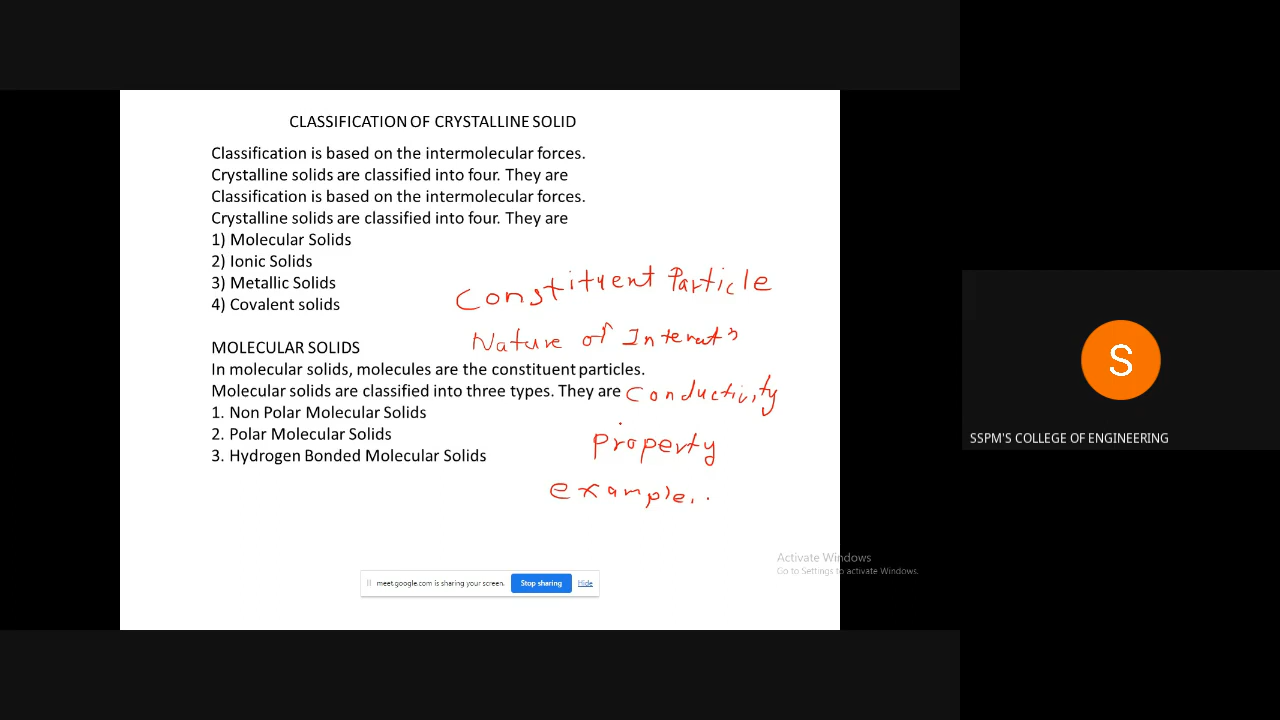 CLASSIFICATION OF CRYSTALLINE SOLID
Classification is based on the intermolecular forces.
Crystalline solids are classified into four. They are
Classification is based on the intermolecular forces.
Crystalline solids are classified into four. They are
1) Molecular Solids
2) Ionic Solids
3) Metallic Solids
4) Covalent solids
Constituent Particle
Nature of
MOLECULAR SOLIDS
In molecular solids, molecules are the constituent particles.
Molecular solids are classified into three types. They are
Conductivity
1. Non Polar Molecular Solids
2. Polar Molecular Solids
Property
3. Hydrogen Bonded Molecular Solids
example..
S
SSPM'S COLLEGE OF ENGINEERING
Activate Windows
Go to Settings to activate Windows.
meet.google.com is sharing your screen.
Stop sharing
Hide